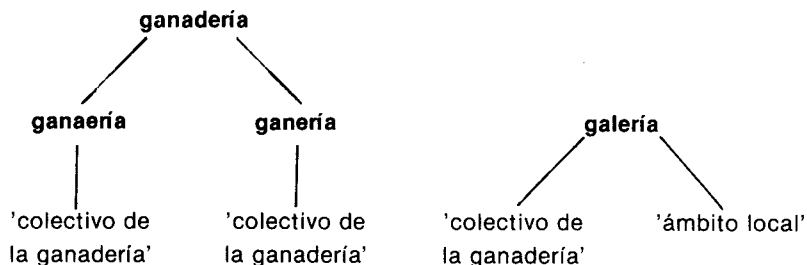 ganadería
ganaería ganería galería
'colectivo de 'colectivo de 'colectivo de 'ámbito local'
la ganadería' la ganadería' la ganadería'